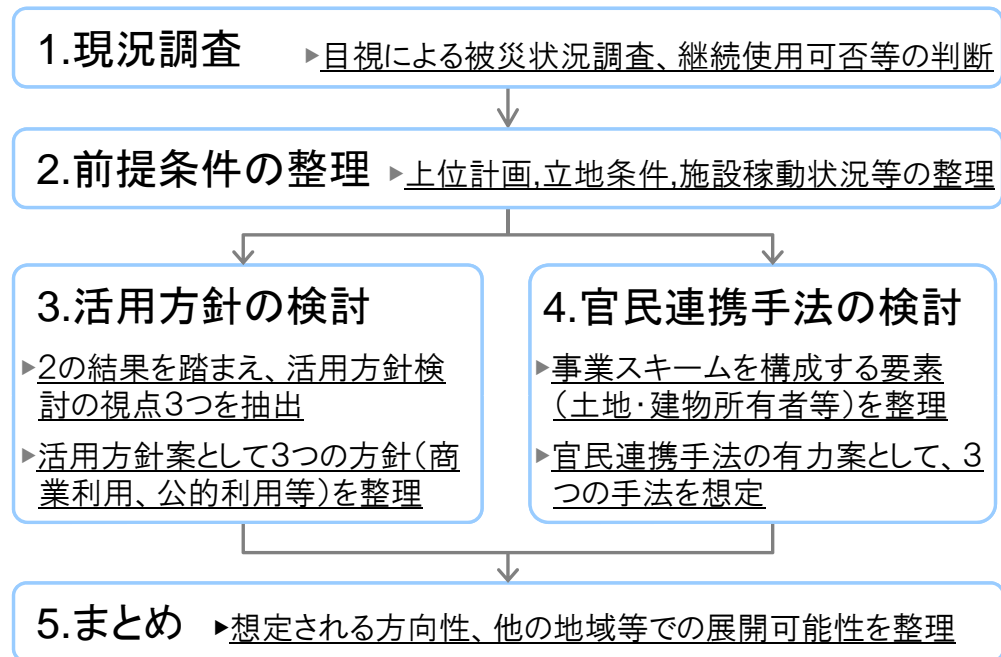 1.現況調査 ▶目視による被災状況調査、継続使用可否等の判断
2.前提条件の整理 ▶上位計画,立地条件,施設稼動状況等の整理
3.活用方針の検討
▶2の結果を踏まえ、活用方針検
討の視点3つを抽出
▶活用方針案として3つの方針(商
業利用、公的利用等)を整理
4.官民連携手法の検討
▶事業スキームを構成する要素
(土地・建物所有者等)を整理
▶官民連携手法の有力案として、3
つの手法を想定
5.まとめ ▶想定される方向性、他の地域等での展開可能性を整理